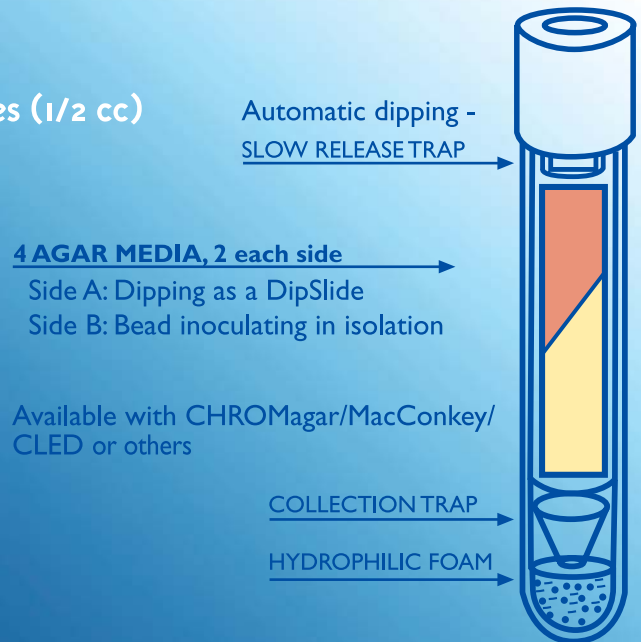 (1/2 cc)
Automatic dipping -
SLOW RELEASE TRAP
4 AGAR MEDIA, 2 each side
Side A: Dipping as a DipSlide
Side B: Bead inoculating in isolation
Available with CHROMagar/MacConkey/
CLED or others
COLLECTION TRAP
HYDROPHILIC FOAM